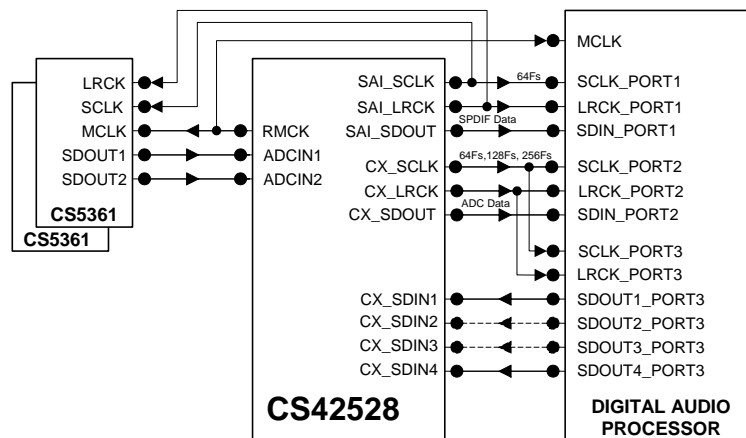 LRCK
SCLK
MCLK
SDOUT1
SDOUT2
CS5361
CS5361
RMCK
ADCIN1
ADCIN2
SAI_SCLK
SAI_LRCK
SAI_SDOUT
CX_SCLK
CX_LRCK
CX_SDOUT
CX_SDIN1
CX_SDIN2
CX_SDIN3
CX_SDIN4
CS42528
64Fs
SPDIF Data
64Fs,128Fs, 256Fs
ADC Data
MCLK
SCLK_PORT1
LRCK_PORT1
SDIN_PORT1
SCLK_PORT2
LRCK_PORT2
SDIN_PORT2
SCLK_PORT3
LRCK_PORT3
SDOUT1_PORT3
SDOUT2_PORT3
SDOUT3_PORT3
SDOUT4_PORT3
DIGITAL AUDIO
PROCESSOR